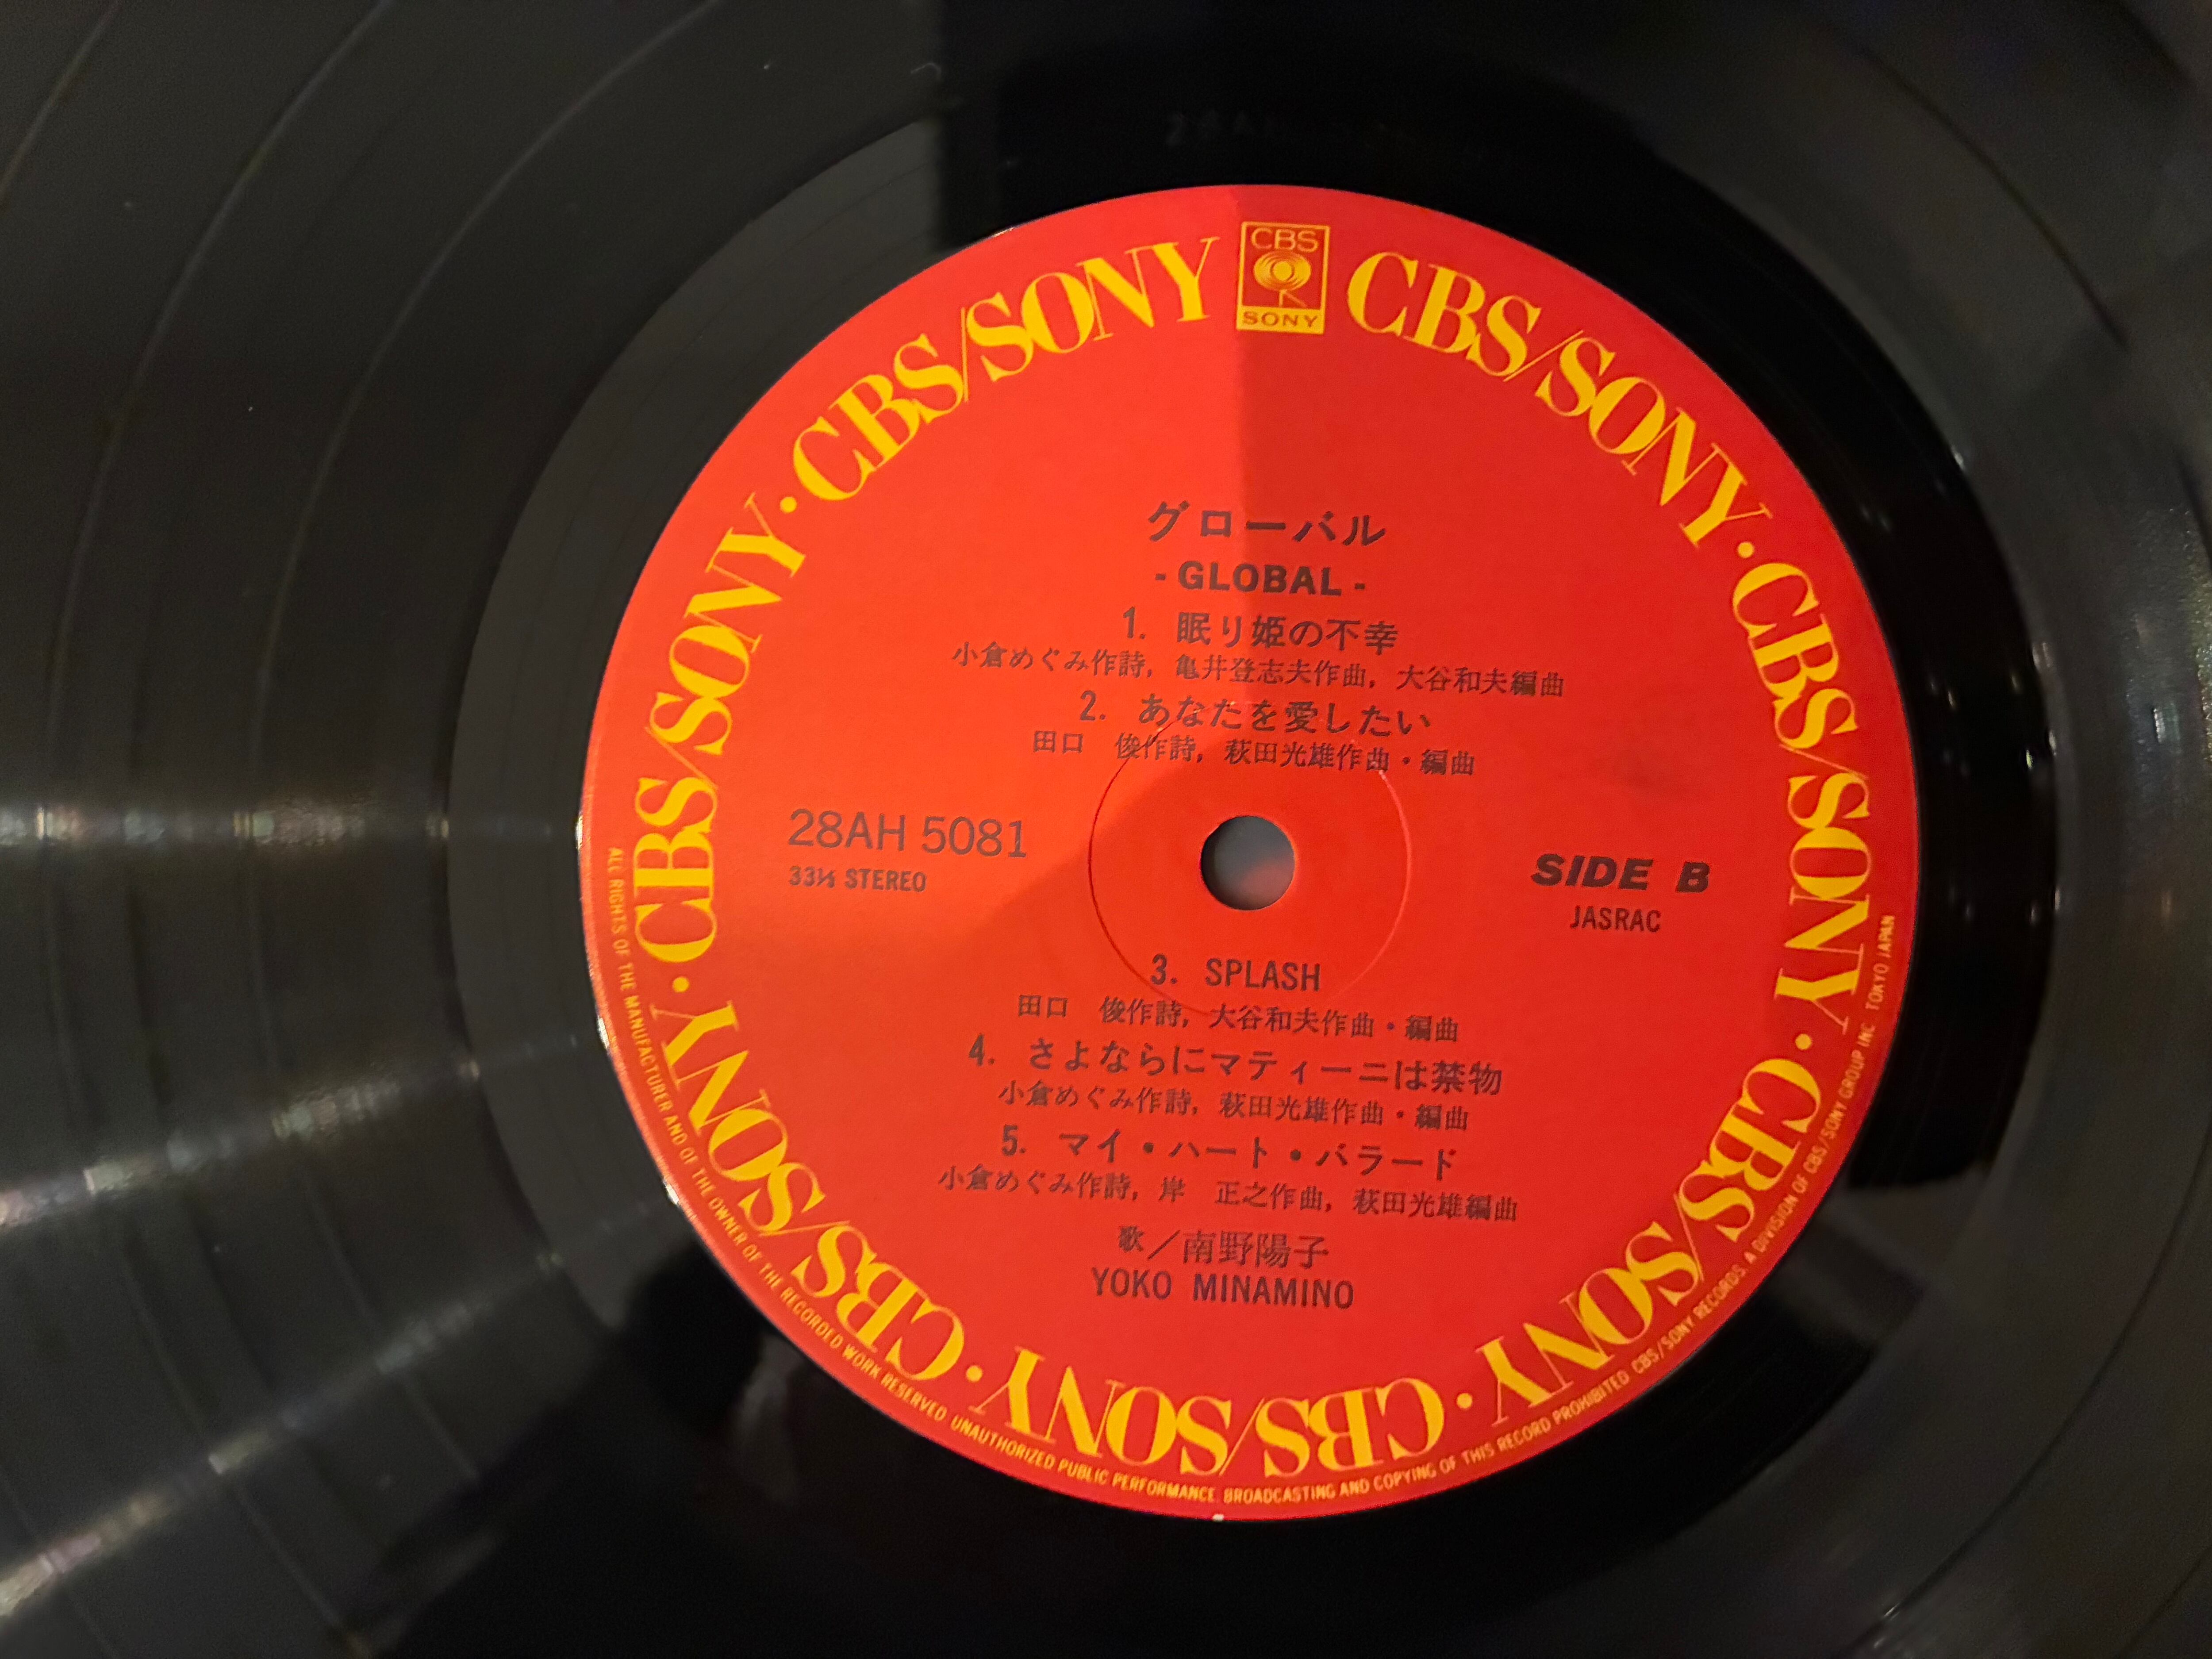 CBS
SONY
CBS/SONY・CBS/SONY・CBS/SONY・CBS/SONY・CBS/SONY・CBS/SONY・CBS/SONY・CBS/SONY
グローバル
- GLOBAL -
1. 眠り姫の不幸
小倉めぐみ作詩, 亀井登志夫作曲, 大谷和夫編曲
2. あなたを愛したい
田口 俊作詩, 萩田光雄作曲・編曲
28AH 5081
33⅓ STEREO
SIDE B
JASRAC
3. SPLASH
田口 俊作詩, 大谷和夫作曲・編曲
4. さよならにマティーニは禁物
小倉めぐみ作詩, 萩田光雄作曲・編曲
5. マイ・ハート・バラード
小倉めぐみ作詩, 岸 正之作曲, 萩田光雄編曲
歌／南野陽子
YOKO MINAMINO
ALL RIGHTS OF THE MANUFACTURER AND OF THE OWNER OF THE RECORDED WORK RESERVED. UNAUTHORIZED PUBLIC PERFORMANCE. BROADCASTING AND COPYING OF THIS RECORD PROHIBITED. CBS/SONY RECORDS. A DIVISION OF CBS/SONY GROUP INC. TOKYO JAPAN